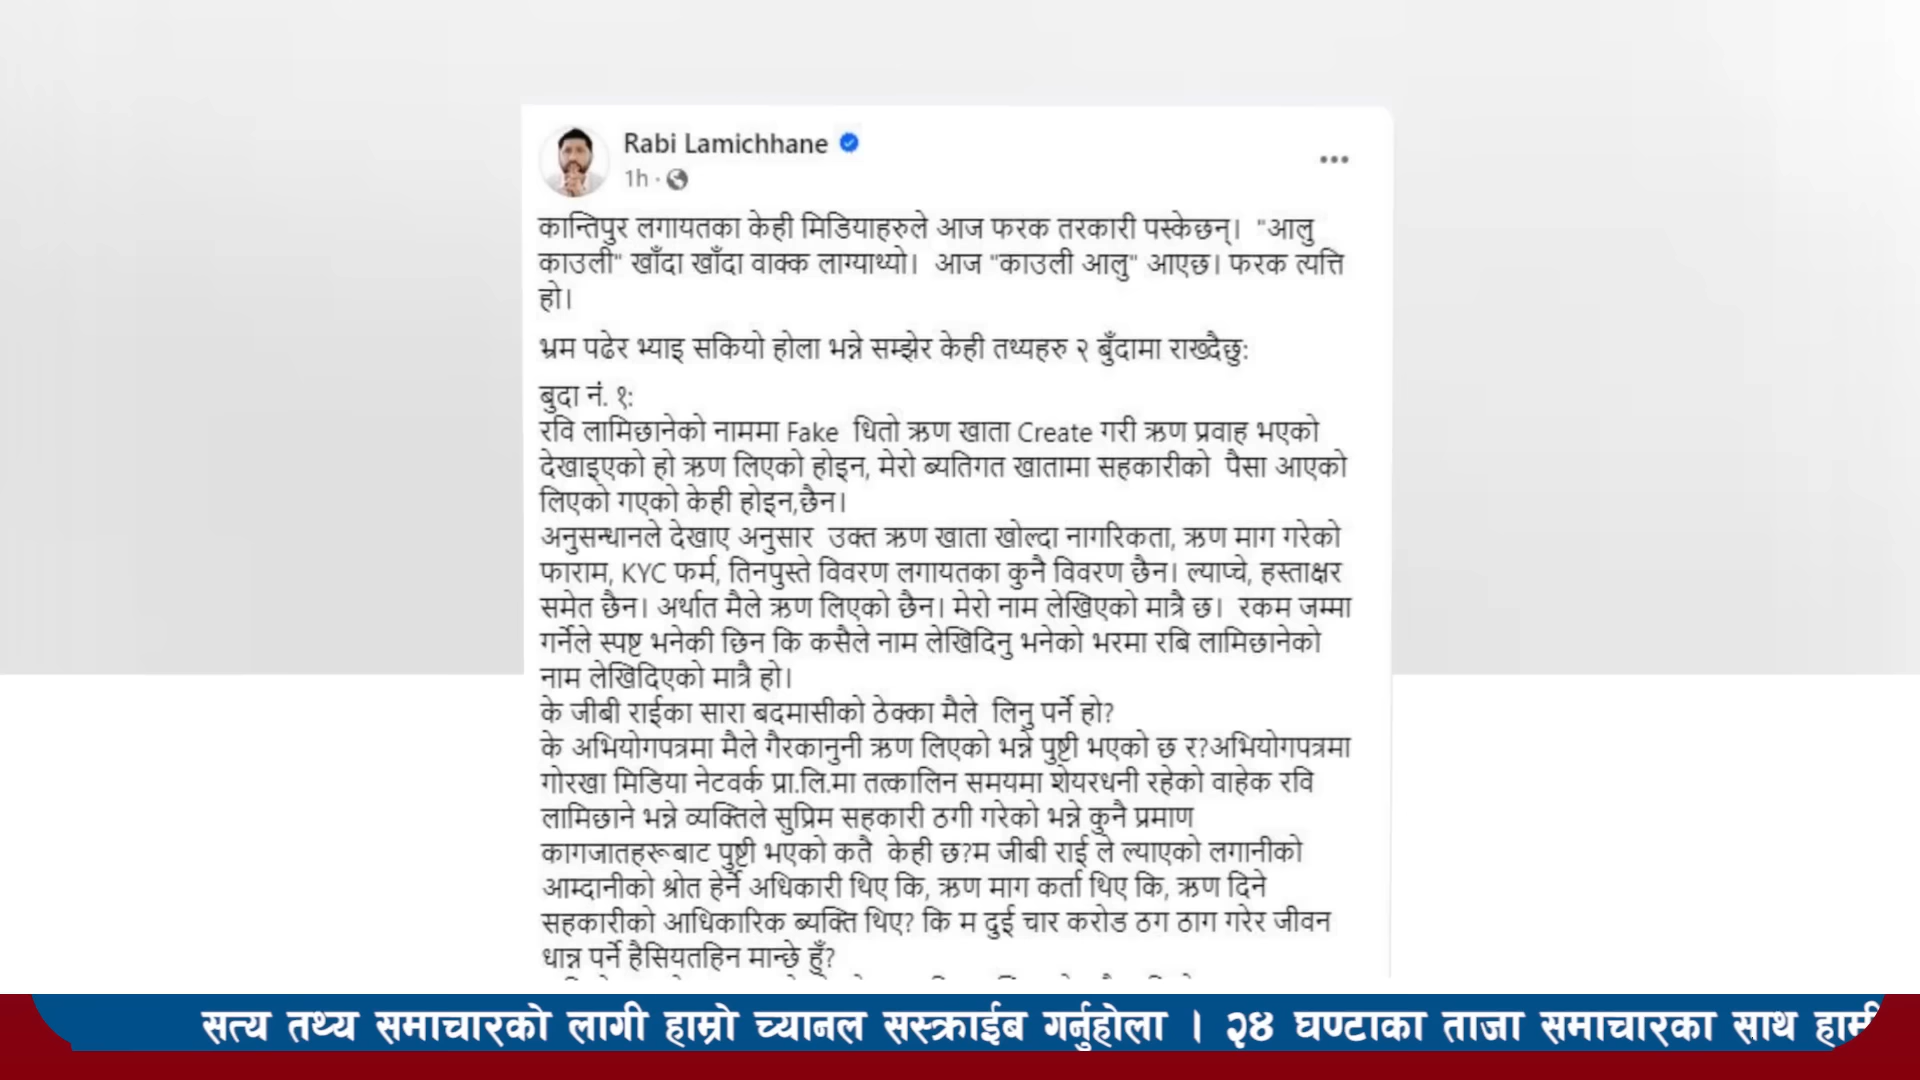 Rabi Lamichhane
1h ·
कान्तिपुर लगायतका केही मिडियाहरुले आज फरक तरकारी पस्केछन्। "आलु
काउली" खाँदा खाँदा वाक्क लाग्याथ्यो। आज "काउली आलु" आएछ। फरक त्यत्ति
हो।
भ्रम पढेर भ्याइ सकियो होला भन्ने सम्झेर केही तथ्यहरु २ बुँदामा राख्दैछु:
बुदा नं. १:
रवि लामिछानेको नाममा Fake धितो ऋण खाता Create गरी ऋण प्रवाह भएको
देखाइएको हो ऋण लिएको होइन, मेरो ब्यतिगत खातामा सहकारीको पैसा आएको
लिएको गएको केही होइन,छैन।
अनुसन्धानले देखाए अनुसार उक्त ऋण खाता खोल्दा नागरिकता, ऋण माग गरेको
फाराम, KYC फर्म, तिनपुस्ते विवरण लगायतका कुनै विवरण छैन। ल्याप्चे, हस्ताक्षर
समेत छैन। अर्थात मैले ऋण लिएको छैन। मेरो नाम लेखिएको मात्रै छ। रकम जम्मा
गर्नेले स्पष्ट भनेकी छिन कि कसैले नाम लेखिदिनु भनेको भरमा रबि लामिछानेको
नाम लेखिदिएको मात्रै हो।
के जीबी राईका सारा बदमासीको ठेक्का मैले लिनु पर्ने हो?
के अभियोगपत्रमा मैले गैरकानुनी ऋण लिएको भन्ने पुष्टी भएको छ र?अभियोगपत्रमा
गोरखा मिडिया नेटवर्क प्रा.लि.मा तत्कालिन समयमा शेयरधनी रहेको वाहेक रवि
लामिछाने भन्ने व्यक्तिले सुप्रिम सहकारी ठगी गरेको भन्ने कुनै प्रमाण
कागजातहरूबाट पुष्टी भएको कतै केही छ?म जीबी राई ले ल्याएको लगानीको
आम्दानीको श्रोत हेर्ने अधिकारी थिए कि, ऋण माग कर्ता थिए कि, ऋण दिने
सहकारीको आधिकारिक ब्यक्ति थिए? कि म दुई चार करोड ठग ठाग गरेर जीवन
धान्न पर्ने हैसियतहिन मान्छे हुँ?
सत्य तथ्य समाचारको लागी हाम्रो च्यानल सस्क्राईब गर्नुहोला । २४ घण्टाका ताजा समाचारका साथ हामी